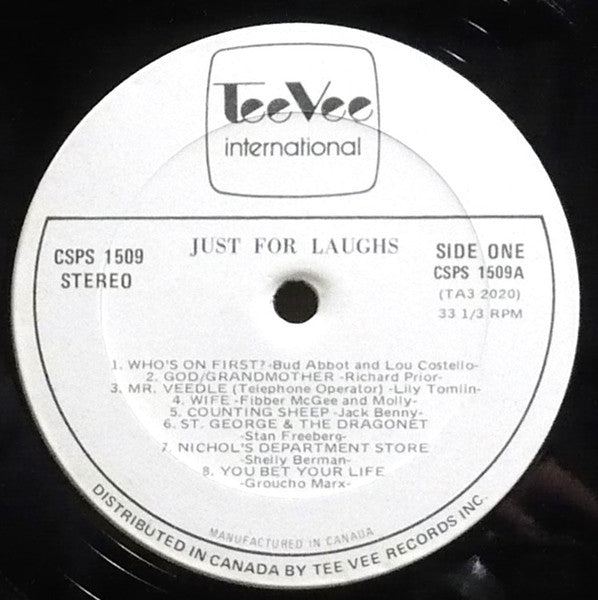 TeeVee
international
CSPS 1509
STEREO
JUST FOR LAUGHS
SIDE ONE
CSPS 1509A
(TA3 2020)
33 1/3 RPM
1. WHO'S ON FIRST? -Bud Abbot and Lou Costello-
2. GOD/GRANDMOTHER -Richard Prior-
3. MR. VEEDLE (Telephone Operator) -Lily Tomlin-
4. WIFE -Fibber McGee and Molly-
5. COUNTING SHEEP -Jack Benny-
6. ST. GEORGE & THE DRAGONET
-Stan Freeberg-
7. NICHOL'S DEPARTMENT STORE
-Shelly Berman-
8. YOU BET YOUR LIFE
-Groucho Marx-
MANUFACTURED IN CANADA
DISTRIBUTED IN CANADA BY TEE VEE RECORDS INC.